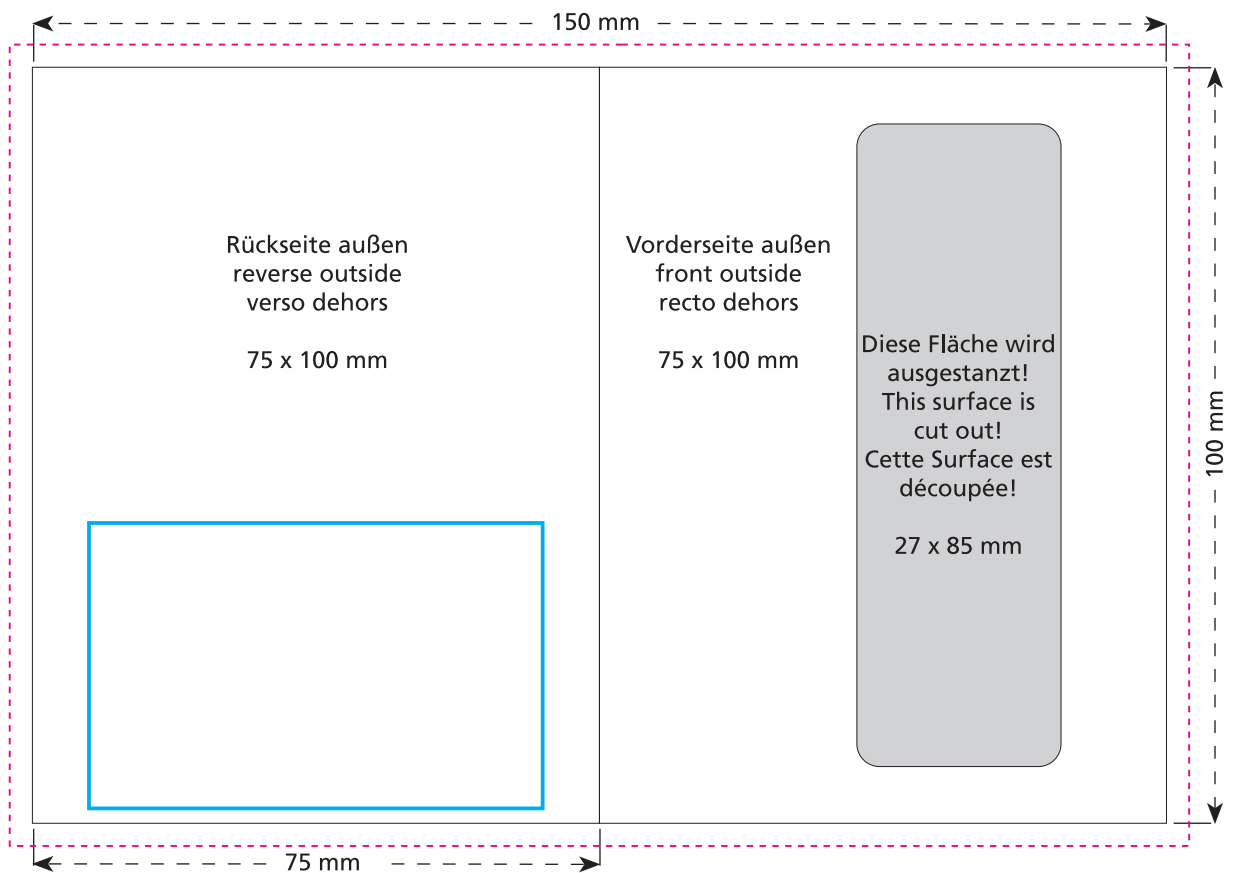 150 mm
Rückseite außen
reverse outside
verso dehors
75 x 100 mm
Vorderseite außen
front outside
recto dehors
75 x 100 mm
Diese Fläche wird
ausgestanzt!
This surface is
cut out!
Cette Surface est
découpée!
27 x 85 mm
100 mm
75 mm